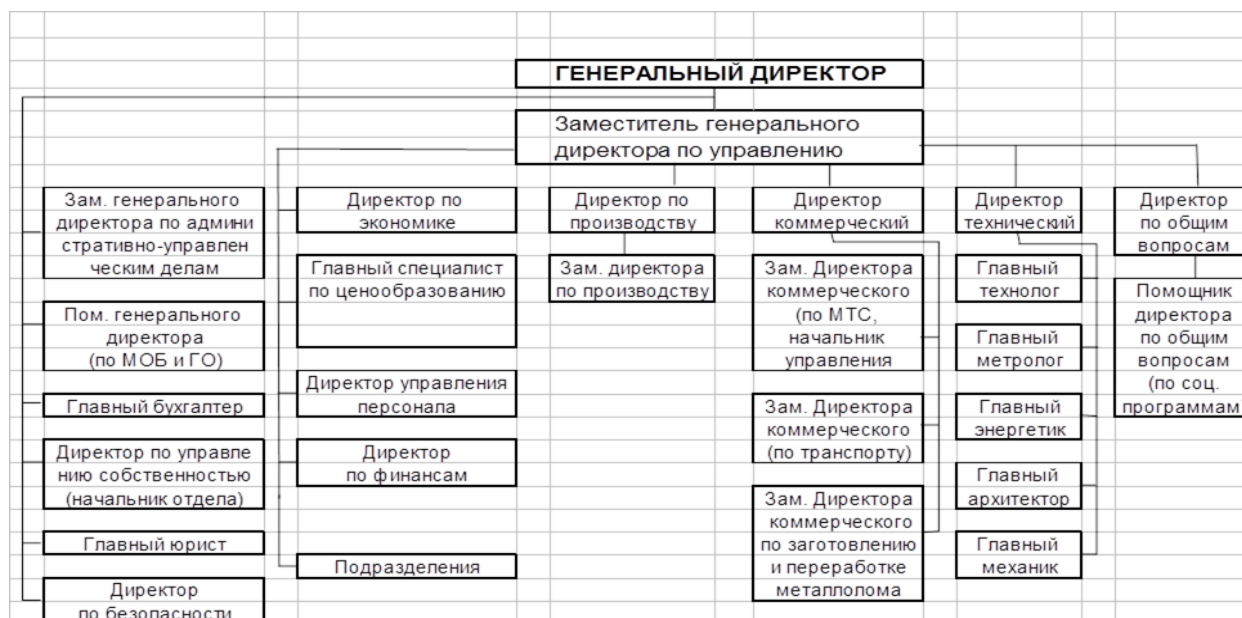 ГЕНЕРАЛЬНЫЙ ДИРЕКТОР
Заместитель генерального
директора по управлению
Зам. генерального
директора по админи
стративно-управлен
ческим делам
Пом. генерального
директора
(по МОБ и ГО)
Главный бухгалтер
Директор по управле
нию собственностью
(начальник отдела)
Главный юрист
Директор
по безопасности
Директор по
экономике
Главный специалист
по ценообразованию
Директор управления
персонала
Директор
по финансам
Подразделения
Директор по
производству
Зам. директора
по производству
Директор
коммерческий
Зам. Директора
коммерческого
(по МТС,
начальник
управления
Зам. Директора
коммерческого
(по транспорту)
Зам. Директора
коммерческого
по заготовлению
и переработке
металлолома
Директор
технический
Главный
технолог
Главный
метролог
Главный
энергетик
Главный
архитектор
Главный
механик
Директор
по общим
вопросам
Помощник
директора
по общим
вопросам
(по соц.
программам